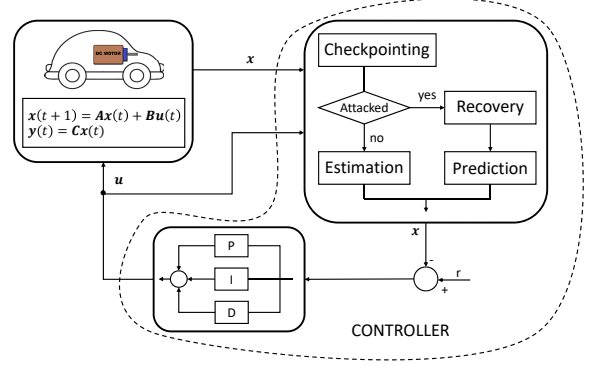 DC MOTOR
x(t + 1) = Ax(t) + Bu(t)
y(t) = Cx(t)
x
u
Checkpointing
Attacked
yes
Recovery
no
Estimation
Prediction
x
-
r
+
P
I
D
CONTROLLER